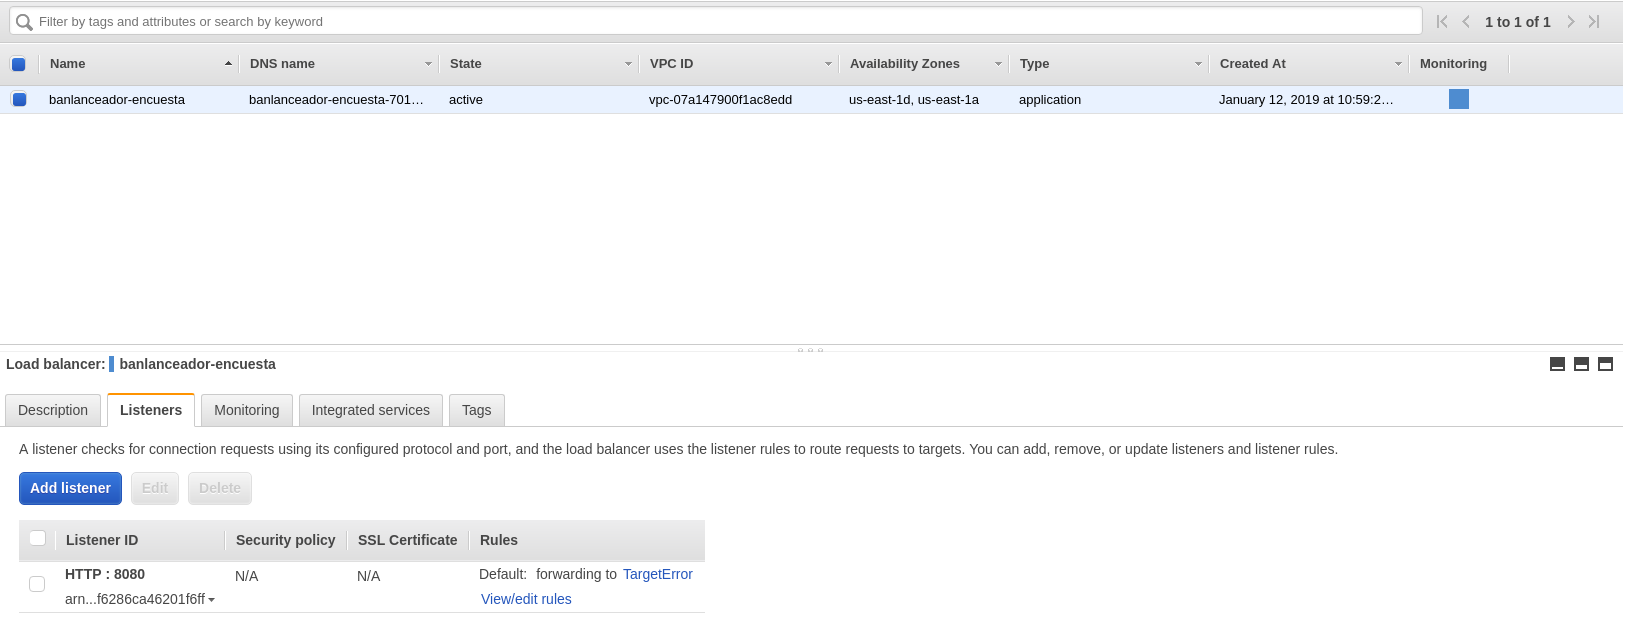 Filter by tags and attributes or search by keyword
1 to 1 of 1
Name DNS name State VPC ID Availability Zones Type Created At Monitoring
banlanceador-encuesta banlanceador-encuesta-701… active vpc-07a147900f1ac8edd us-east-1d, us-east-1a application January 12, 2019 at 10:59:2…
Load balancer: banlanceador-encuesta
Description Listeners Monitoring Integrated services Tags
A listener checks for connection requests using its configured protocol and port, and the load balancer uses the listener rules to route requests to targets. You can add, remove, or update listeners and listener rules.
Add listener Edit Delete
Listener ID Security policy SSL Certificate Rules
HTTP : 8080 N/A N/A Default: forwarding to TargetError
arn...f6286ca46201f6ff View/edit rules